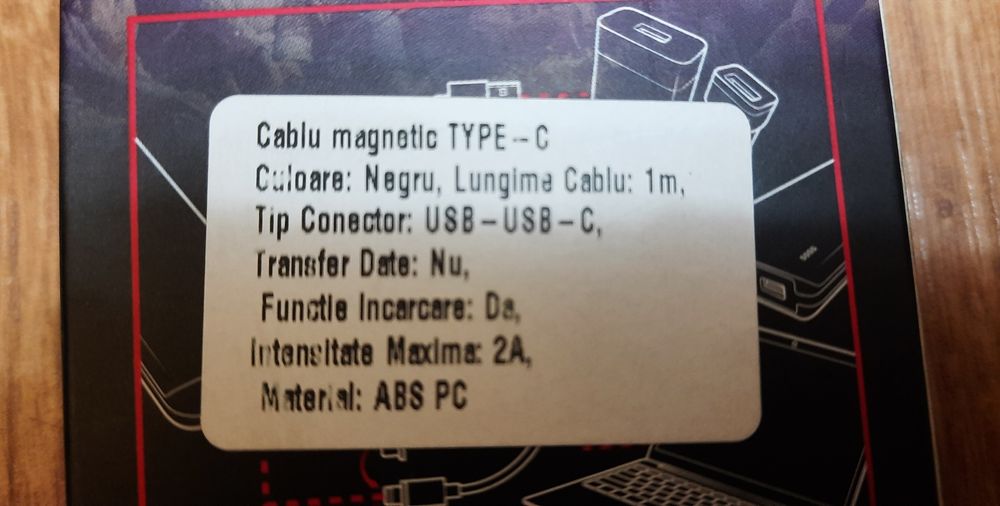 Cablu magnetic TYPE-C
Culoare: Negru, Lungime Cablu: 1m,
Tip Conector: USB-USB-C,
Transfer Date: Nu,
Functie Incarcare: Da,
Intensitate Maxima: 2A,
Material: ABS PC